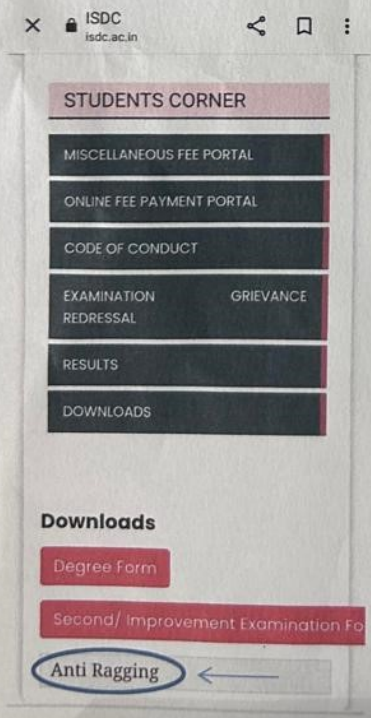 ISDC
isdc.ac.in
STUDENTS CORNER
MISCELLANEOUS FEE PORTAL
ONLINE FEE PAYMENT PORTAL
CODE OF CONDUCT
EXAMINATION GRIEVANCE
REDRESSAL
RESULTS
DOWNLOADS
Downloads
Degree Form
Second/ Improvement Examination Fo
Anti Ragging